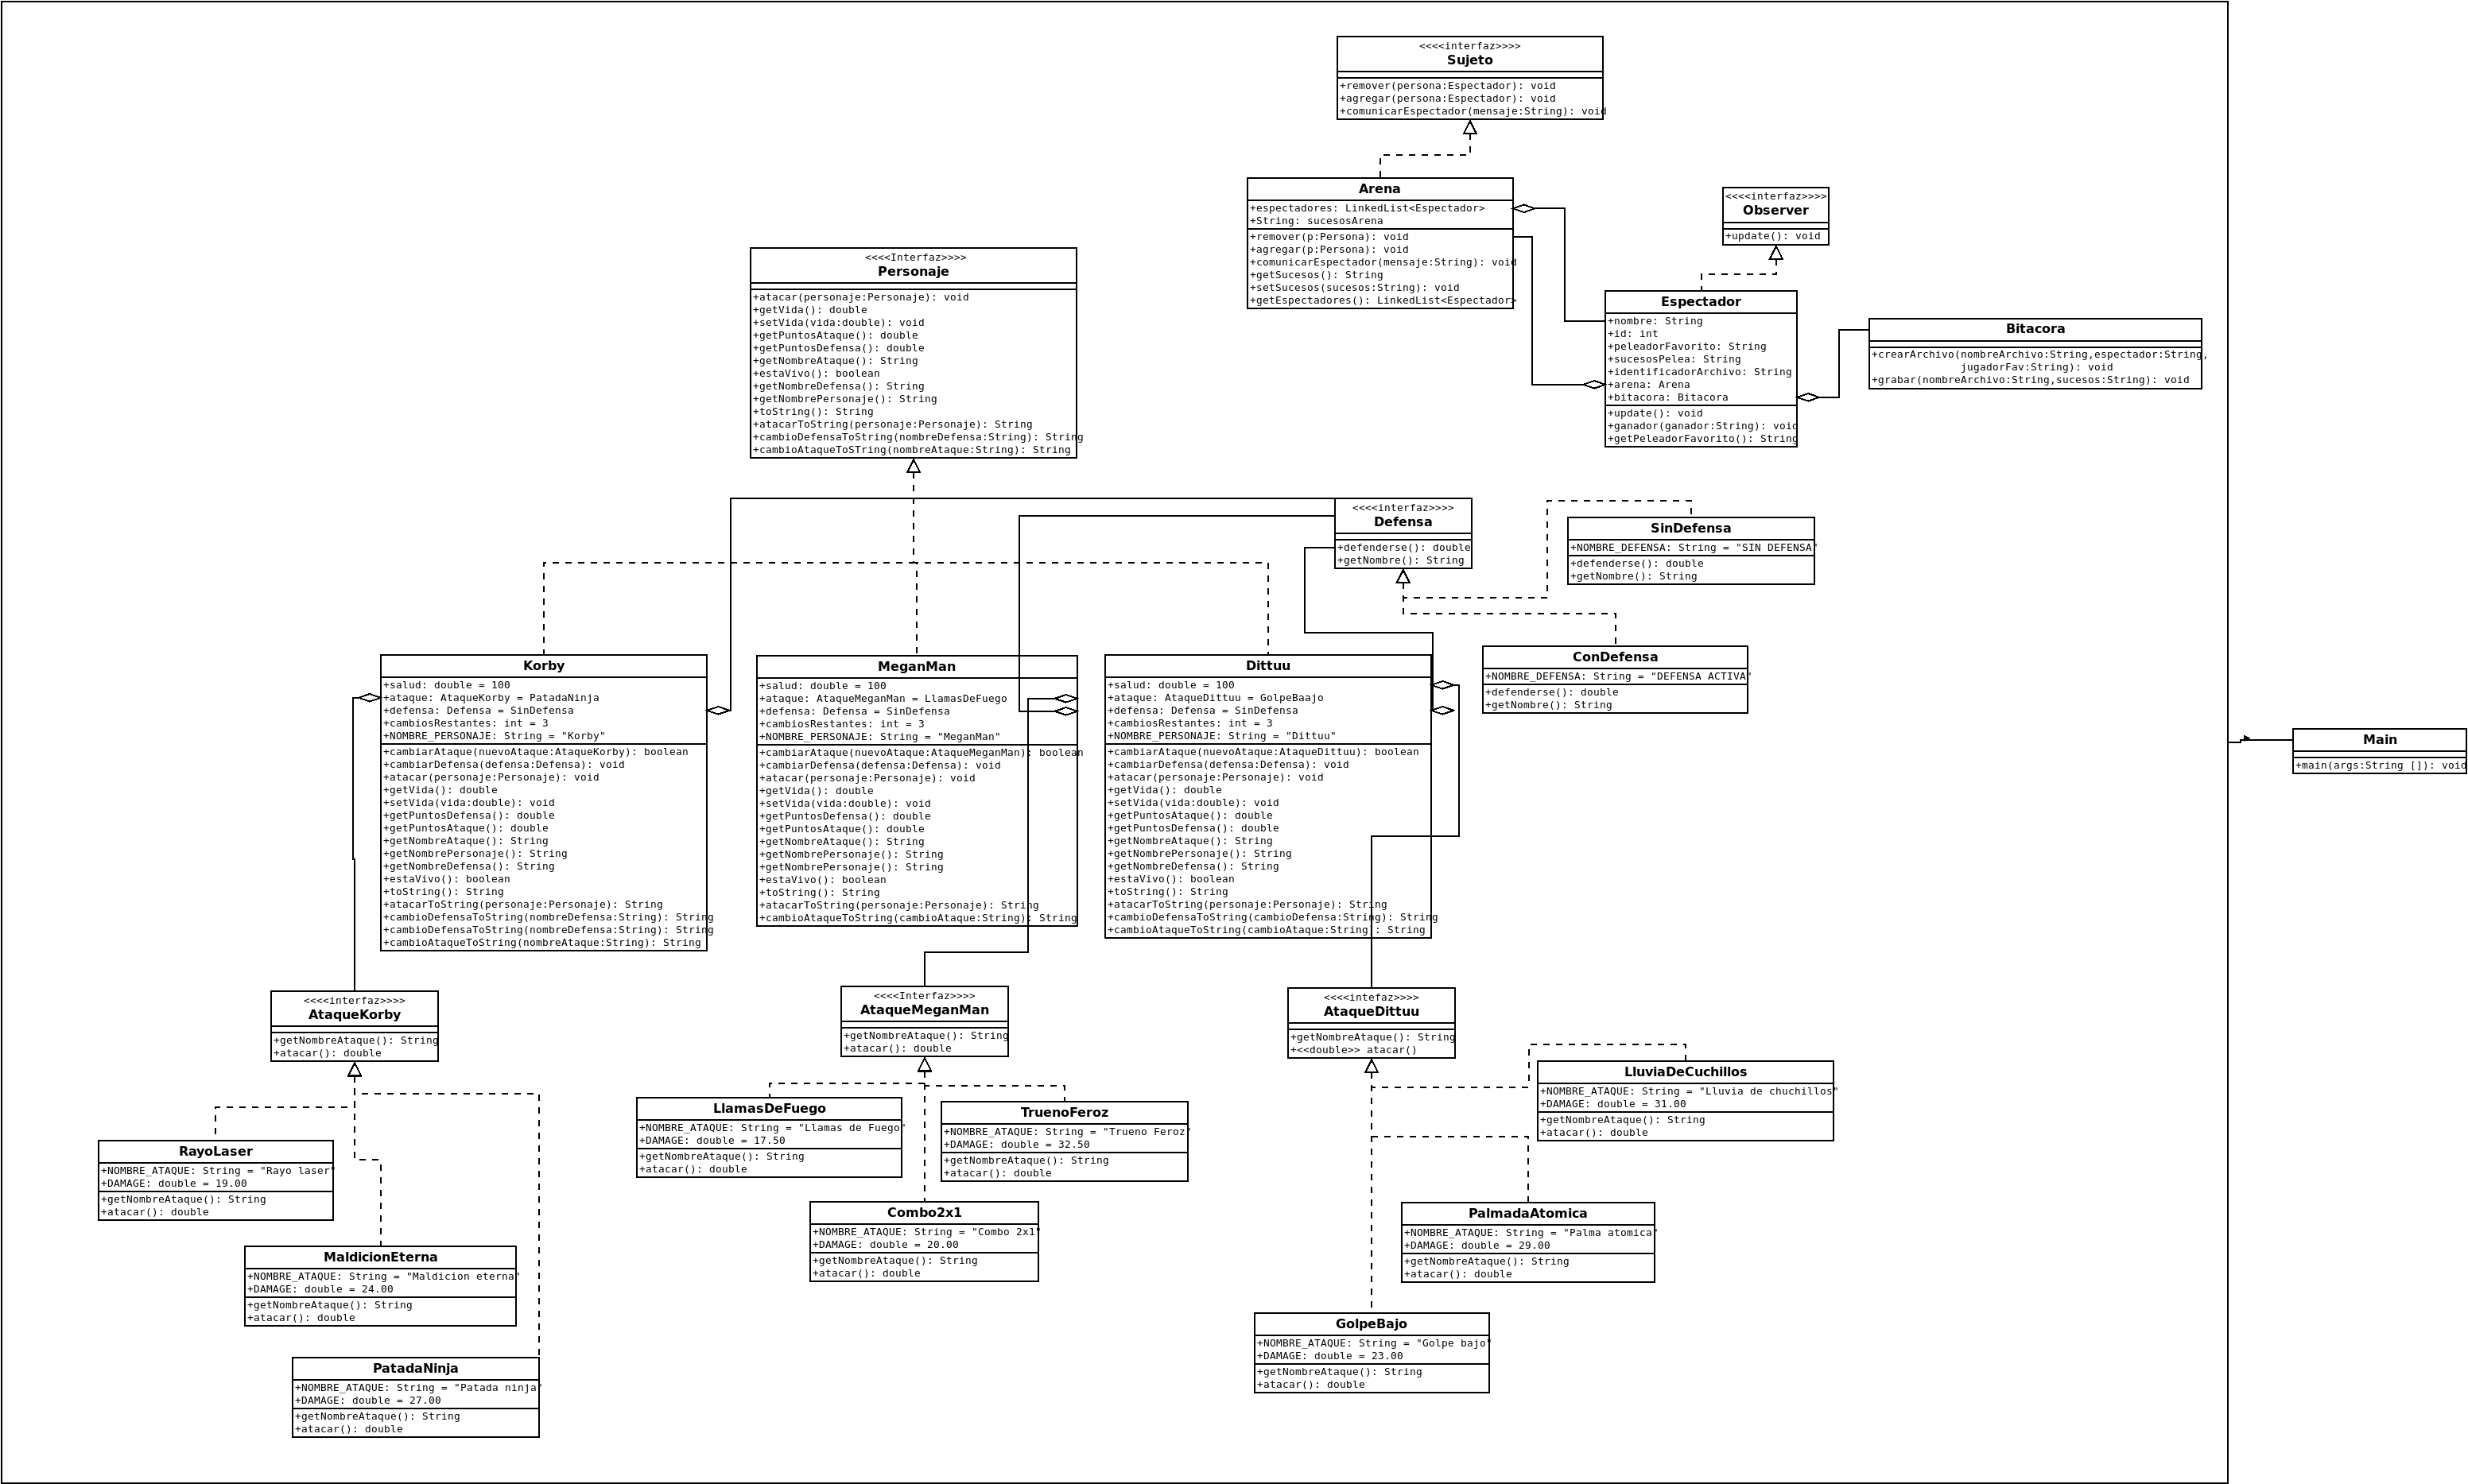 <<<<interfaz>>>>
Sujeto
+remover(persona:Espectador): void
+agregar(persona:Espectador): void
+comunicarEspectador(mensaje:String): void
Arena
+espectadores: LinkedList<Espectador>
+String: sucesosArena
+remover(p:Persona): void
+agregar(p:Persona): void
+comunicarEspectador(mensaje:String): void
+getSucesos(): String
+setSucesos(sucesos:String): void
+getEspectadores(): LinkedList<Espectador>
<<<<interfaz>>>>
Observer
+update(): void
Espectador
+nombre: String
+id: int
+peleadorFavorito: String
+sucesosPelea: String
+identificadorArchivo: String
+arena: Arena
+bitacora: Bitacora
+update(): void
+ganador(ganador:String): void
+getPeleadorFavorito(): String
Bitacora
+crearArchivo(nombreArchivo:String,espectador:String,
jugadorFav:String): void
+grabar(nombreArchivo:String,sucesos:String): void
<<<<Interfaz>>>>
Personaje
+atacar(personaje:Personaje): void
+getVida(): double
+setVida(vida:double): void
+getPuntosAtaque(): double
+getPuntosDefensa(): double
+getNombreAtaque(): String
+estaVivo(): boolean
+getNombreDefensa(): String
+getNombrePersonaje(): String
+toString(): String
+atacarToString(personaje:Personaje): String
+cambioDefensaToString(nombreDefensa:String): String
+cambioAtaqueToSTring(nombreAtaque:String): String
<<<<interfaz>>>>
Defensa
+defenderse(): double
+getNombre(): String
SinDefensa
+NOMBRE_DEFENSA: String = "SIN DEFENSA"
+defenderse(): double
+getNombre(): String
ConDefensa
+NOMBRE_DEFENSA: String = "DEFENSA ACTIVA"
+defenderse(): double
+getNombre(): String
Korby
+salud: double = 100
+ataque: AtaqueKorby = PatadaNinja
+defensa: Defensa = SinDefensa
+cambiosRestantes: int = 3
+NOMBRE_PERSONAJE: String = "Korby"
+cambiarAtaque(nuevoAtaque:AtaqueKorby): boolean
+cambiarDefensa(defensa:Defensa): void
+atacar(personaje:Personaje): void
+getVida(): double
+setVida(vida:double): void
+getPuntosDefensa(): double
+getPuntosAtaque(): double
+getNombreAtaque(): String
+getNombrePersonaje(): String
+getNombreDefensa(): String
+estaVivo(): boolean
+toString(): String
+atacarToString(personaje:Personaje): String
+cambioDefensaToString(nombreDefensa:String): String
+cambioDefensaToString(nombreDefensa:String): String
+cambioAtaqueToString(nombreAtaque:String): String
MeganMan
+salud: double = 100
+ataque: AtaqueMeganMan = LlamasDeFuego
+defensa: Defensa = SinDefensa
+cambiosRestantes: int = 3
+NOMBRE_PERSONAJE: String = "MeganMan"
+cambiarAtaque(nuevoAtaque:AtaqueMeganMan): boolean
+cambiarDefensa(defensa:Defensa): void
+atacar(personaje:Personaje): void
+getVida(): double
+setVida(vida:double): void
+getPuntosDefensa(): double
+getPuntosAtaque(): double
+getNombreAtaque(): String
+getNombrePersonaje(): String
+getNombrePersonaje(): String
+estaVivo(): boolean
+toString(): String
+atacarToString(personaje:Personaje): String
+cambioAtaqueToString(cambioAtaque:String): String
Dittuu
+salud: double = 100
+ataque: AtaqueDittuu = GolpeBaajo
+defensa: Defensa = SinDefensa
+cambiosRestantes: int = 3
+NOMBRE_PERSONAJE: String = "Dittuu"
+cambiarAtaque(nuevoAtaque:AtaqueDittuu): boolean
+cambiarDefensa(defensa:Defensa): void
+atacar(personaje:Personaje): void
+getVida(): double
+setVida(vida:double): void
+getPuntosAtaque(): double
+getPuntosDefensa(): double
+getNombreAtaque(): String
+getNombrePersonaje(): String
+getNombreDefensa(): String
+estaVivo(): boolean
+toString(): String
+atacarToString(personaje:Personaje): String
+cambioDefensaToString(cambioDefensa:String): String
+cambioAtaqueToString(cambioAtaque:String): String
Main
+main(args:String []): void
<<<<interfaz>>>>
AtaqueKorby
+getNombreAtaque(): String
+atacar(): double
<<<<Interfaz>>>>
AtaqueMeganMan
+getNombreAtaque(): String
+atacar(): double
<<<<intefaz>>>>
AtaqueDittuu
+getNombreAtaque(): String
+<<double>> atacar()
RayoLaser
+NOMBRE_ATAQUE: String = "Rayo laser"
+DAMAGE: double = 19.00
+getNombreAtaque(): String
+atacar(): double
MaldicionEterna
+NOMBRE_ATAQUE: String = "Maldicion eterna"
+DAMAGE: double = 24.00
+getNombreAtaque(): String
+atacar(): double
PatadaNinja
+NOMBRE_ATAQUE: String = "Patada ninja"
+DAMAGE: double = 27.00
+getNombreAtaque(): String
+atacar(): double
LlamasDeFuego
+NOMBRE_ATAQUE: String = "Llamas de Fuego"
+DAMAGE: double = 17.50
+getNombreAtaque(): String
+atacar(): double
TruenoFeroz
+NOMBRE_ATAQUE: String = "Trueno Feroz"
+DAMAGE: double = 32.50
+getNombreAtaque(): String
+atacar(): double
Combo2x1
+NOMBRE_ATAQUE: String = "Combo 2x1"
+DAMAGE: double = 20.00
+getNombreAtaque(): String
+atacar(): double
LluviaDeCuchillos
+NOMBRE_ATAQUE: String = "Lluvia de chuchillos"
+DAMAGE: double = 31.00
+getNombreAtaque(): String
+atacar(): double
PalmadaAtomica
+NOMBRE_ATAQUE: String = "Palma atomica"
+DAMAGE: double = 29.00
+getNombreAtaque(): String
+atacar(): double
GolpeBajo
+NOMBRE_ATAQUE: String = "Golpe bajo"
+DAMAGE: double = 23.00
+getNombreAtaque(): String
+atacar(): double